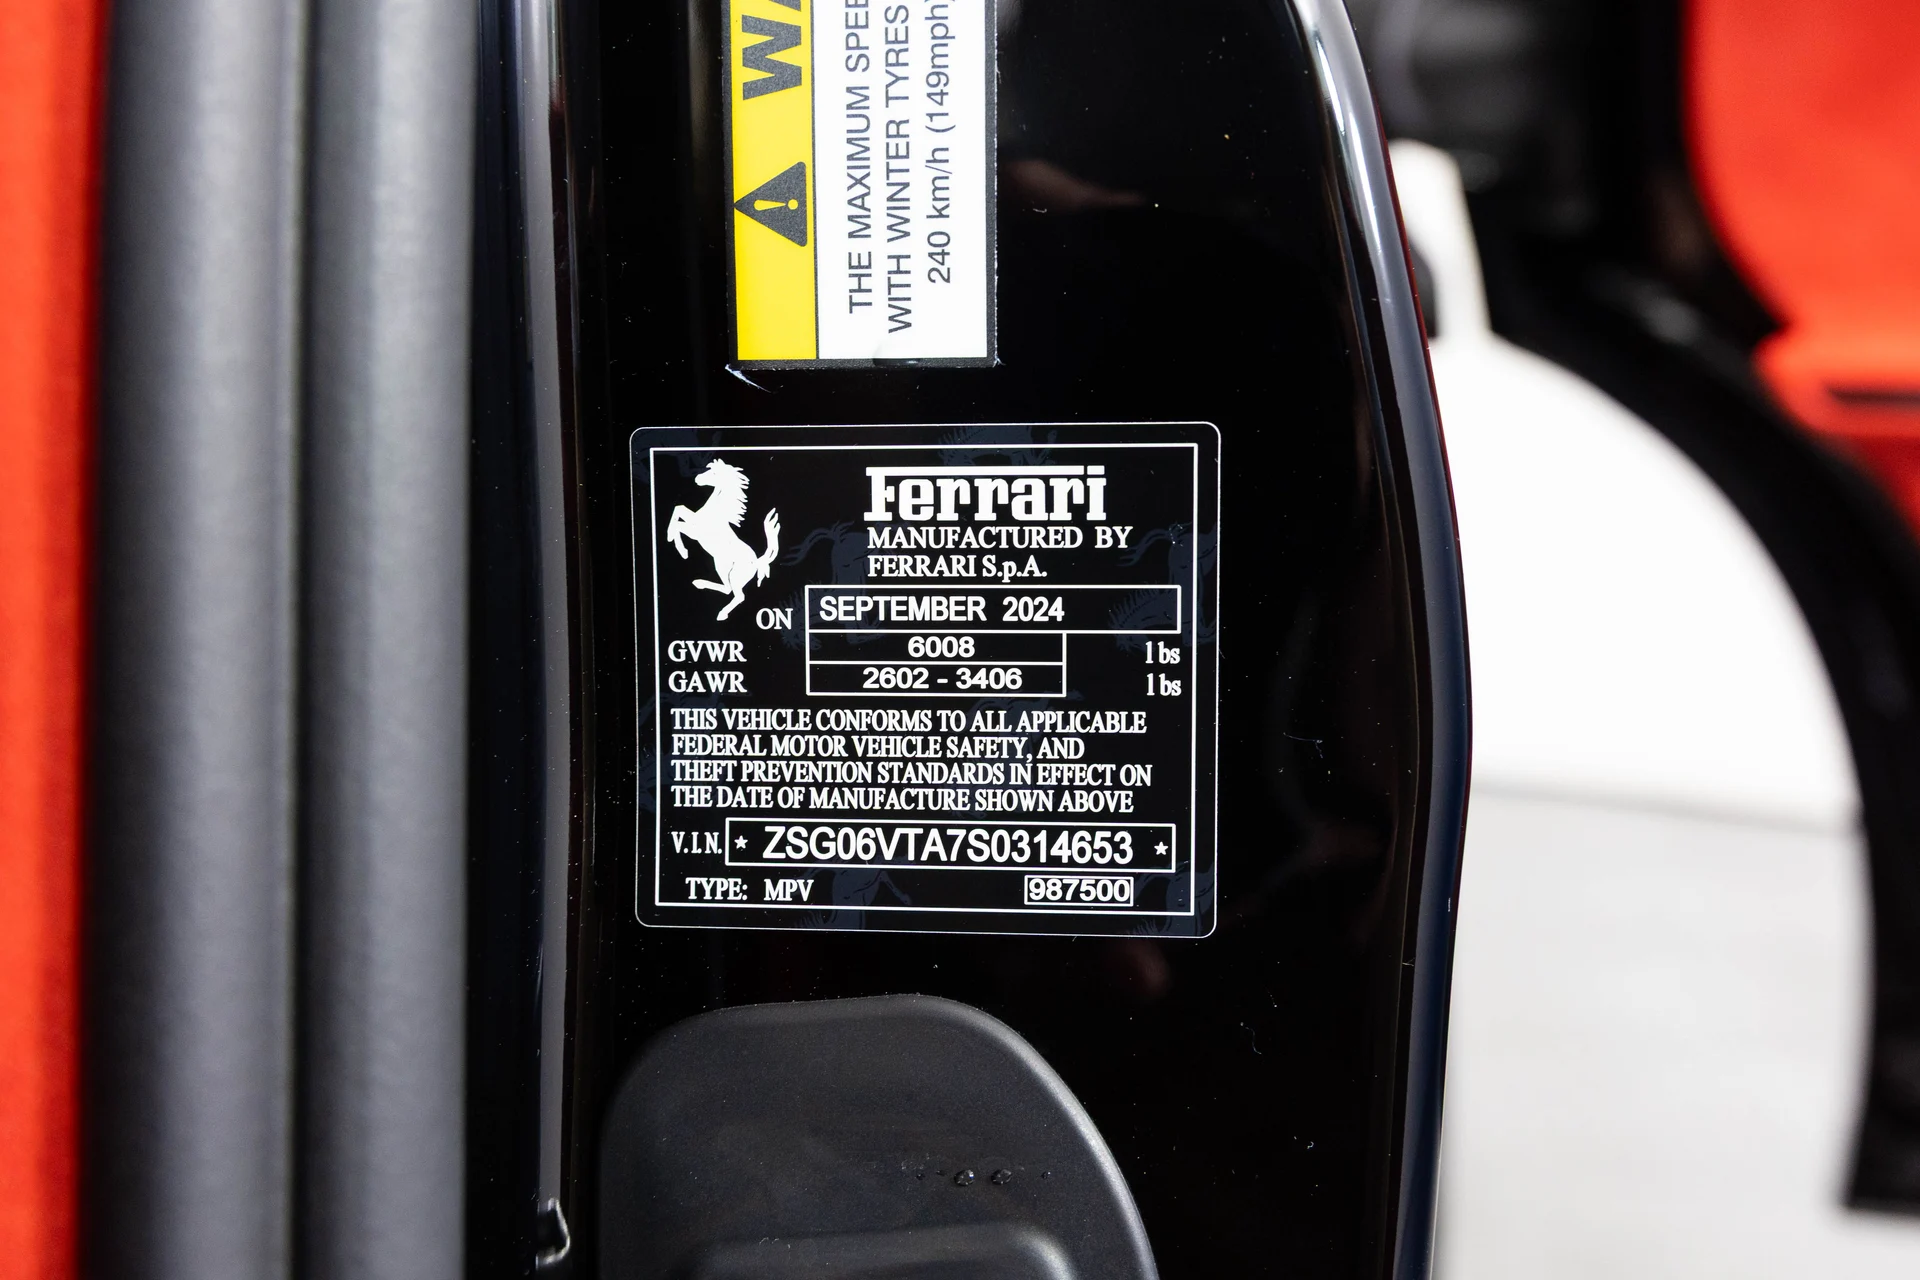 WA
THE MAXIMUM SPEE
WITH WINTER TYRES
240 km/h (149mph)
Ferrari
MANUFACTURED BY
FERRARI S.p.A.
ON SEPTEMBER 2024
GVWR 6008 lbs
GAWR 2602 - 3406 lbs
THIS VEHICLE CONFORMS TO ALL APPLICABLE
FEDERAL MOTOR VEHICLE SAFETY, AND
THEFT PREVENTION STANDARDS IN EFFECT ON
THE DATE OF MANUFACTURE SHOWN ABOVE
V.I.N. * ZSG06VTA7S0314653 *
TYPE: MPV 987500